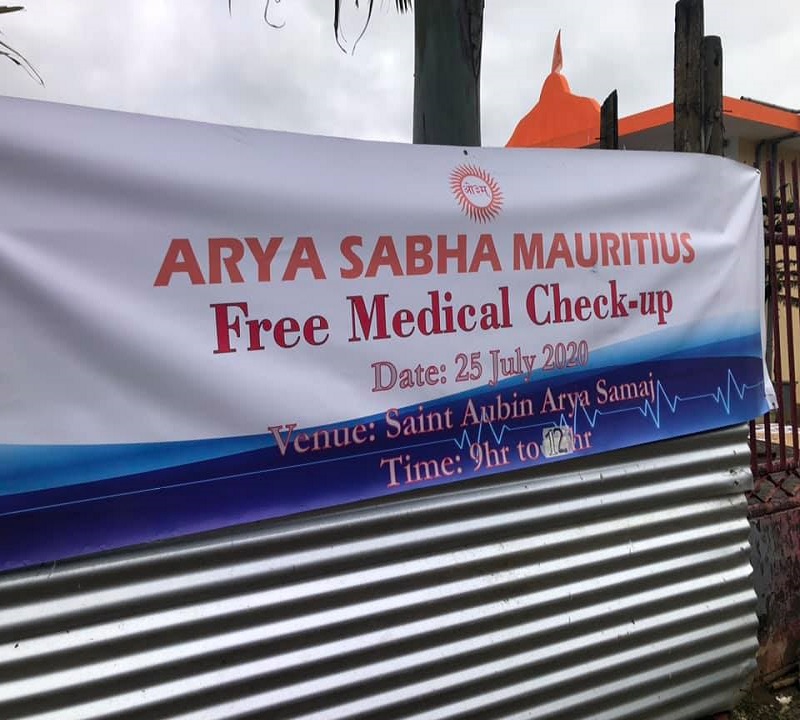 ओ३म्
ARYA SABHA MAURITIUS
Free Medical Check-up
Date: 25 July 2020
Venue: Saint Aubin Arya Samaj
Time: 9hr to 12hr